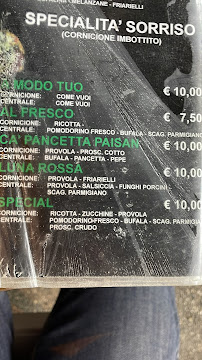 MELANZANE - FRIARIELLI
SPECIALITA' SORRISO
(CORNICIONE IMBOTTITO)
MODO TUO € 10,00
CORNICIONE: COME VUOI
CENTRALE: COME VUOI
AL FRESCO € 7,50
CORNICIONE: RICOTTA -
CENTRALE: POMODORINO FRESCO - BUFALA - SCAG. PARMIGIANO
CA' PANCETTA PAISAN € 10,00
CORNICIONE: PROVOLA - PROSC. COTTO
CENTRALE: BUFALA - PANCETTA - PEPE
LUNA ROSSA € 10,00
CORNICIONE: PROVOLA - FRIARIELLI
CENTRALE: PROVOLA - SALSICCIA - FUNGHI PORCINI -
SCAG. PARMIGIANO
SPECIAL € 10,00
CORNICIONE: RICOTTA - ZUCCHINE - PROVOLA
CENTRALE: POMODORINO FRESCO - BUFALA - SCAG. PARMIGIANO
PROSC. CRUDO